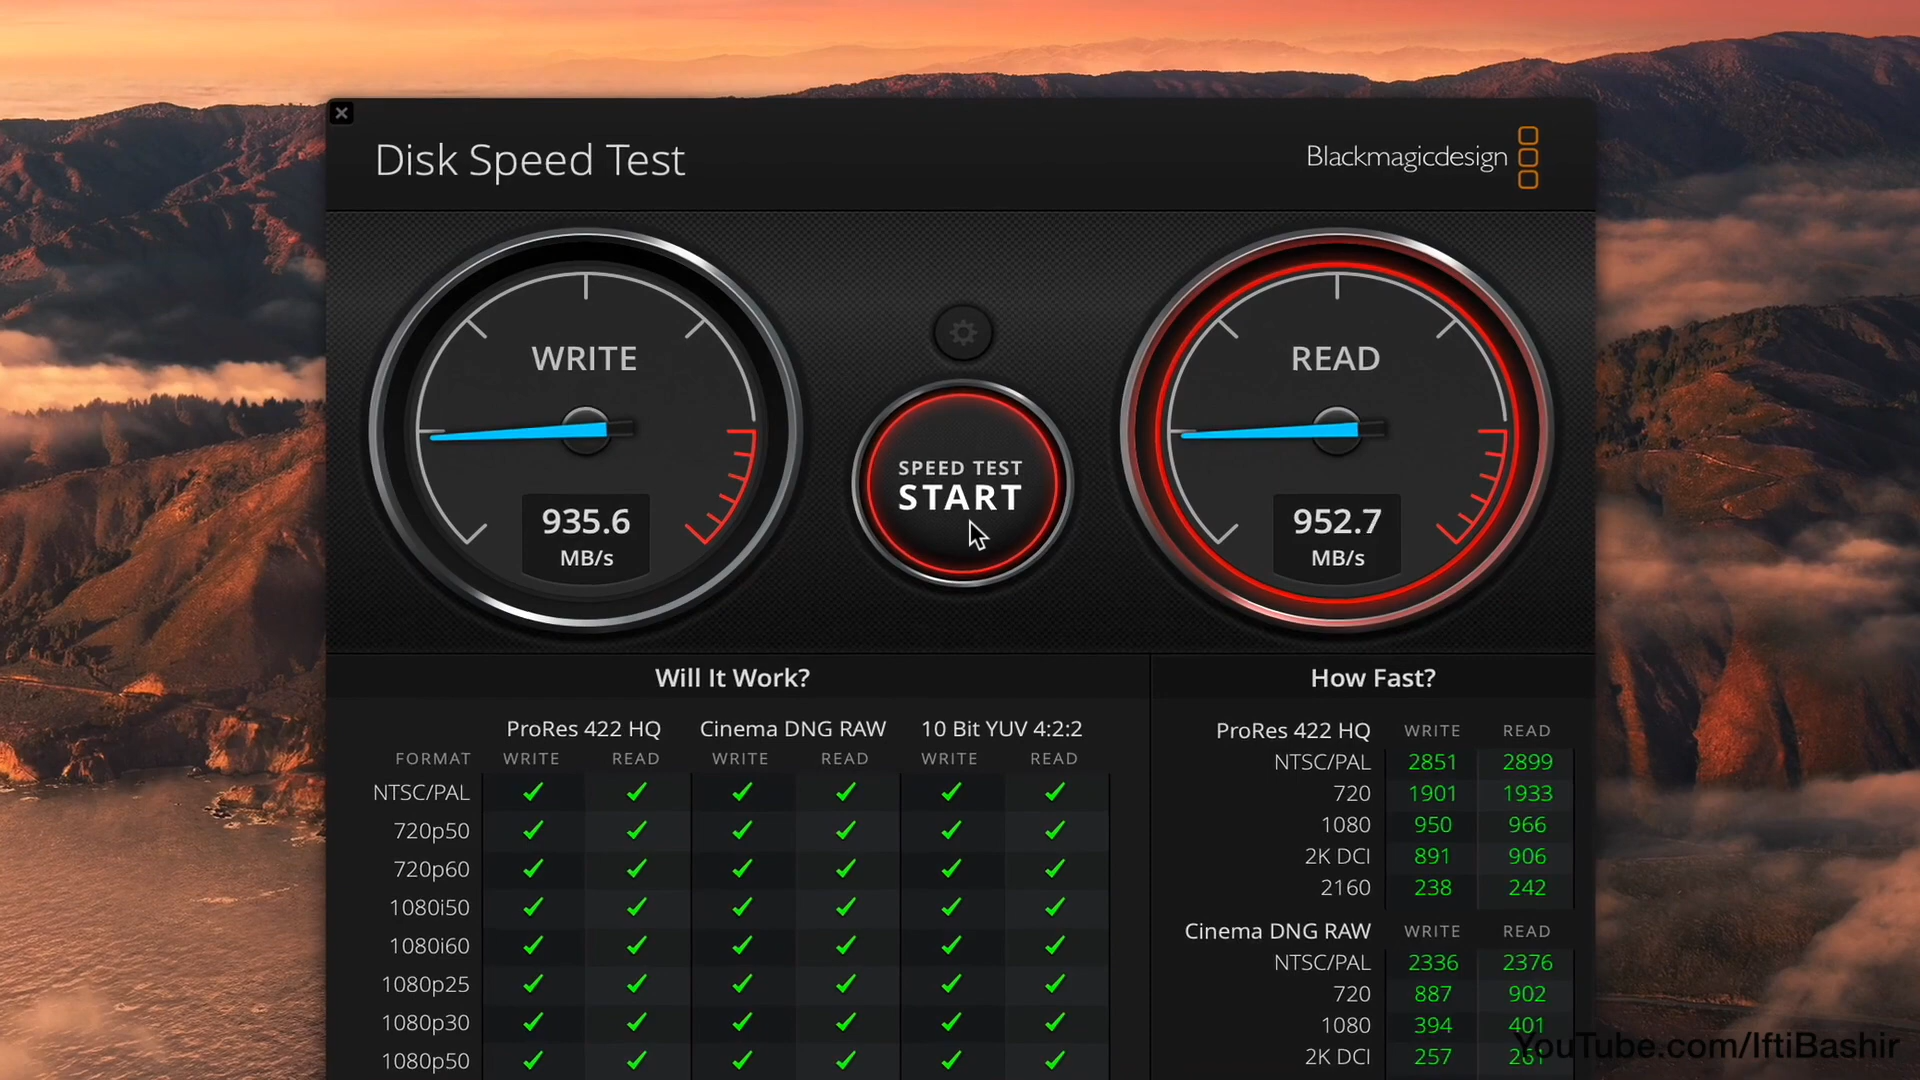 Disk Speed Test
Blackmagicdesign
WRITE
935.6
MB/s
SPEED TEST
START
READ
952.7
MB/s
Will It Work?
ProRes 422 HQ Cinema DNG RAW 10 Bit YUV 4:2:2
FORMAT WRITE READ WRITE READ WRITE READ
NTSC/PAL
720p50
720p60
1080i50
1080i60
1080p25
1080p30
1080p50
How Fast?
ProRes 422 HQ WRITE READ
NTSC/PAL 2851 2899
720 1901 1933
1080 950 966
2K DCI 891 906
2160 238 242
Cinema DNG RAW WRITE READ
NTSC/PAL 2336 2376
720 887 902
1080 394 401
2K DCI 257 261
YouTube.com/IftiBashir